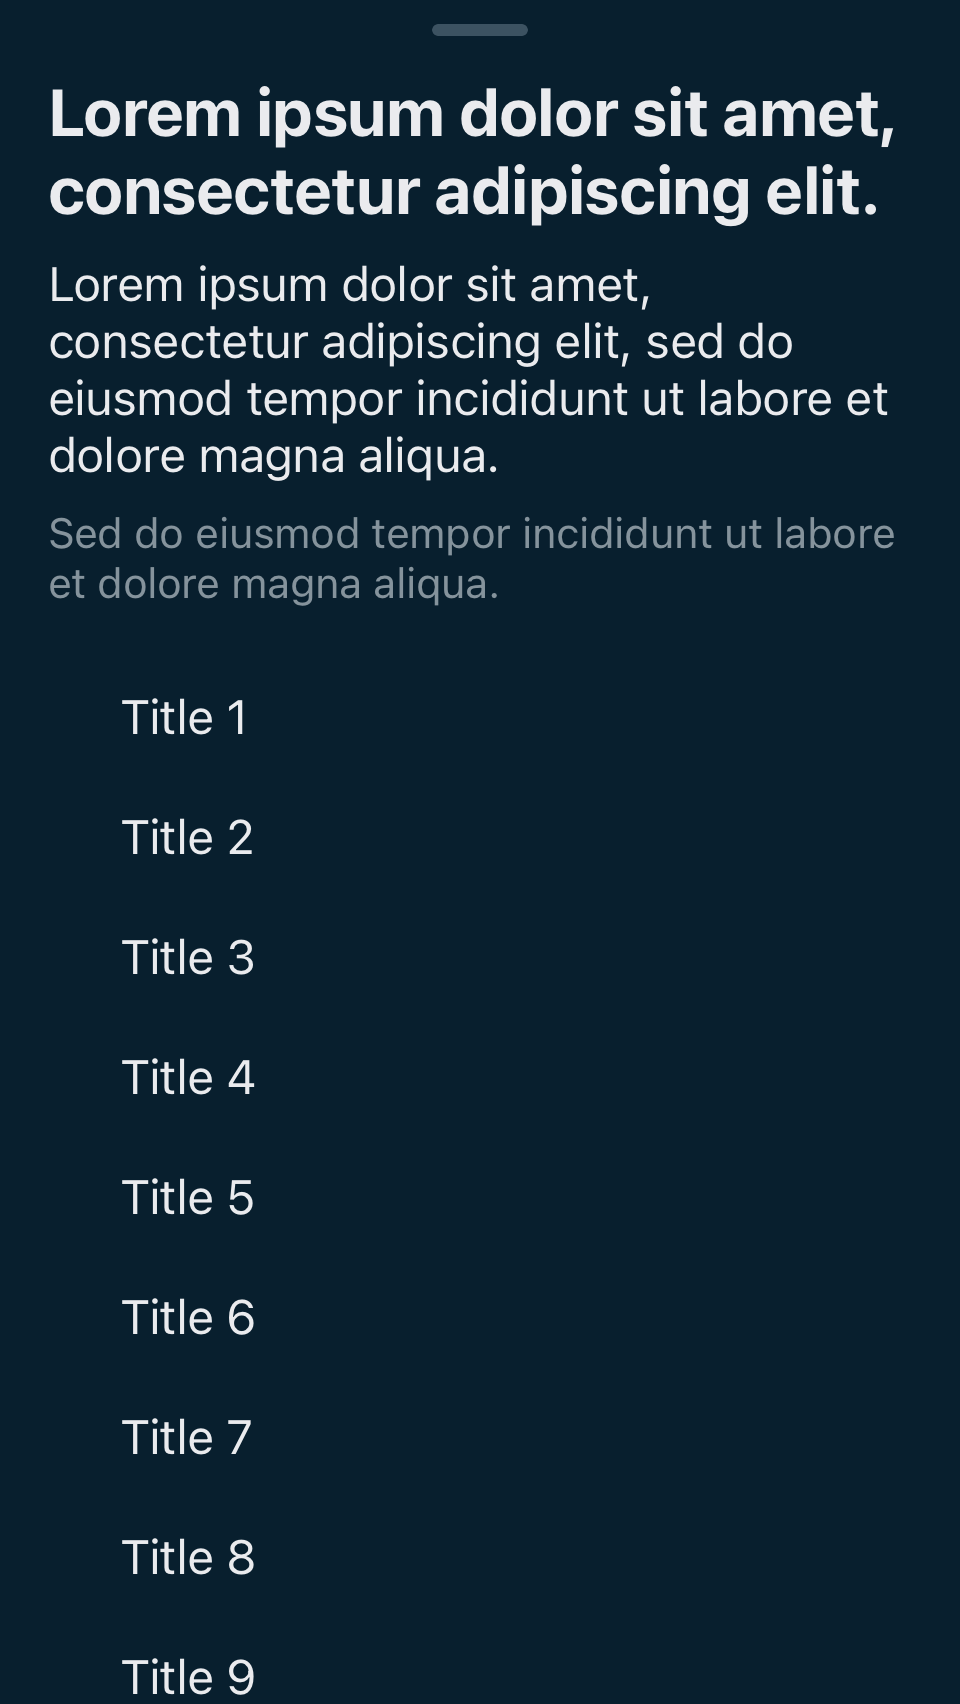 Lorem ipsum dolor sit amet,
consectetur adipiscing elit.
Lorem ipsum dolor sit amet,
consectetur adipiscing elit, sed do
eiusmod tempor incididunt ut labore et
dolore magna aliqua.
Sed do eiusmod tempor incididunt ut labore
et dolore magna aliqua.
Title 1
Title 2
Title 3
Title 4
Title 5
Title 6
Title 7
Title 8
Title 9